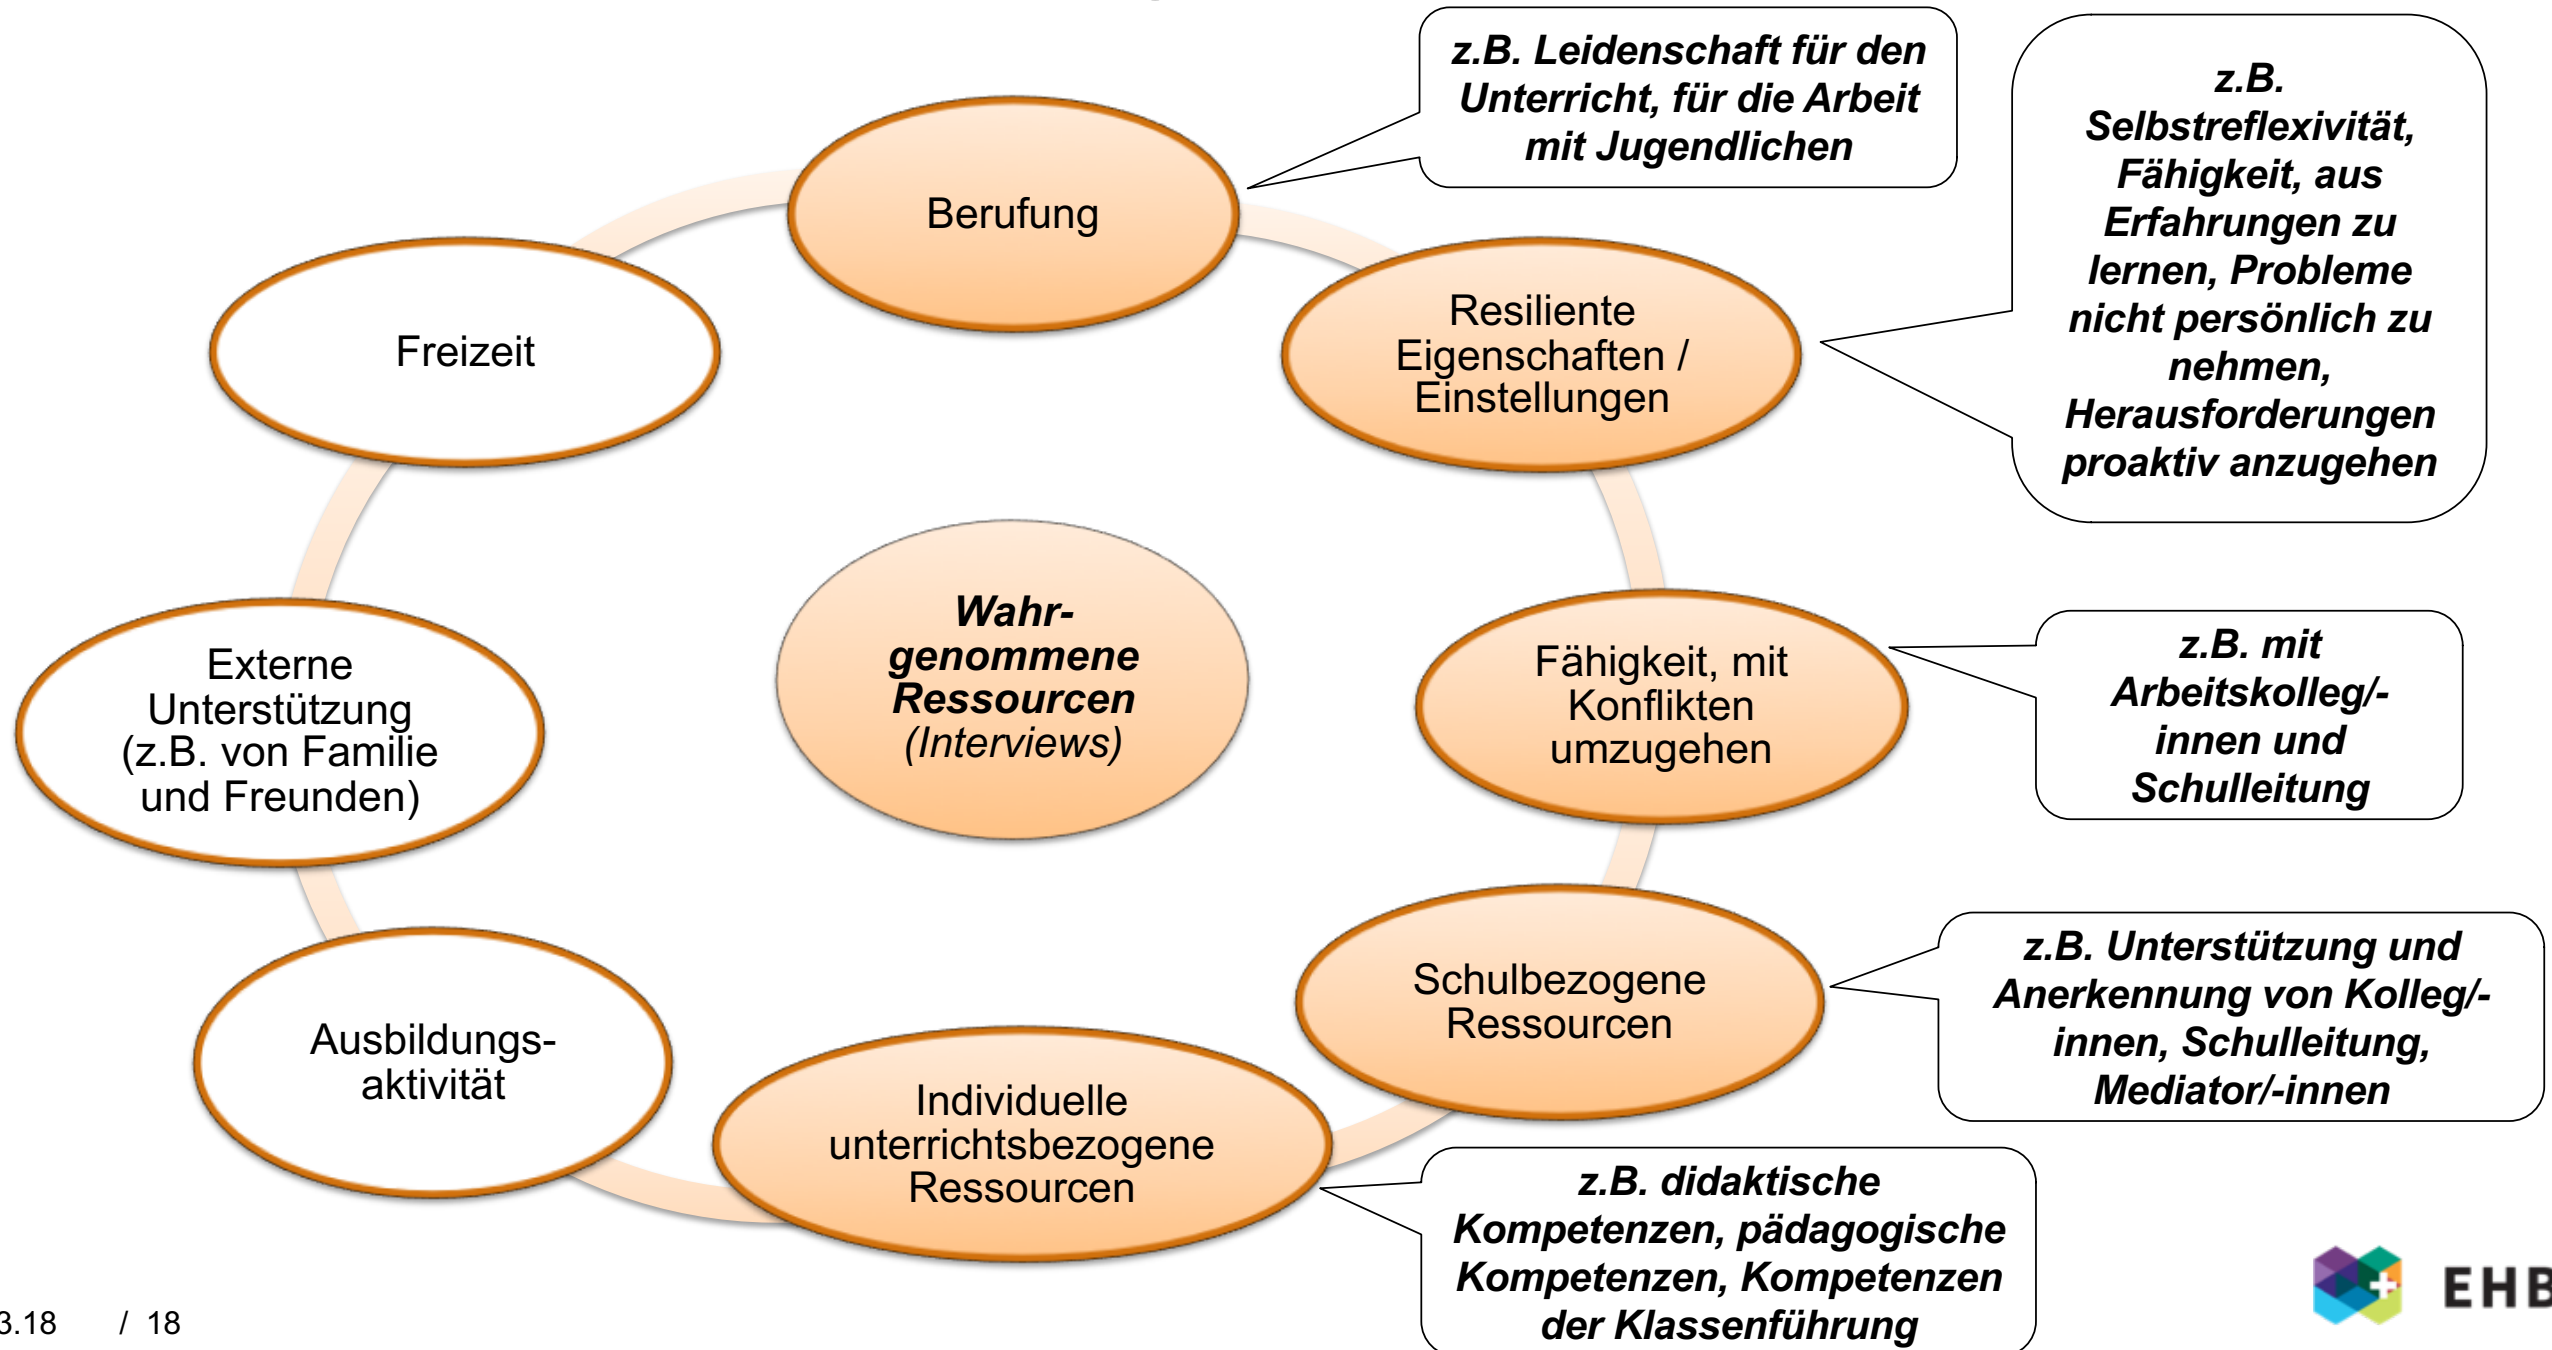 z.B. Leidenschaft für den
Unterricht, für die Arbeit
mit Jugendlichen
z.B.
Selbstreflexivität,
Fähigkeit, aus
Erfahrungen zu
lernen, Probleme
nicht persönlich zu
nehmen,
Herausforderungen
proaktiv anzugehen
Berufung
Freizeit
Resiliente
Eigenschaften /
Einstellungen
Wahr-
genommene
Ressourcen
(Interviews)
Externe
Unterstützung
(z.B. von Familie
und Freunden)
Fähigkeit, mit
Konflikten
umzugehen
z.B. mit
Arbeitskolleg/-
innen und
Schulleitung
Schulbezogene
Ressourcen
z.B. Unterstützung und
Anerkennung von Kolleg/-
innen, Schulleitung,
Mediator/-innen
Ausbildungs-
aktivität
Individuelle
unterrichtsbezogene
Ressourcen
z.B. didaktische
Kompetenzen, pädagogische
Kompetenzen, Kompetenzen
der Klassenführung
3.18 / 18
EHB